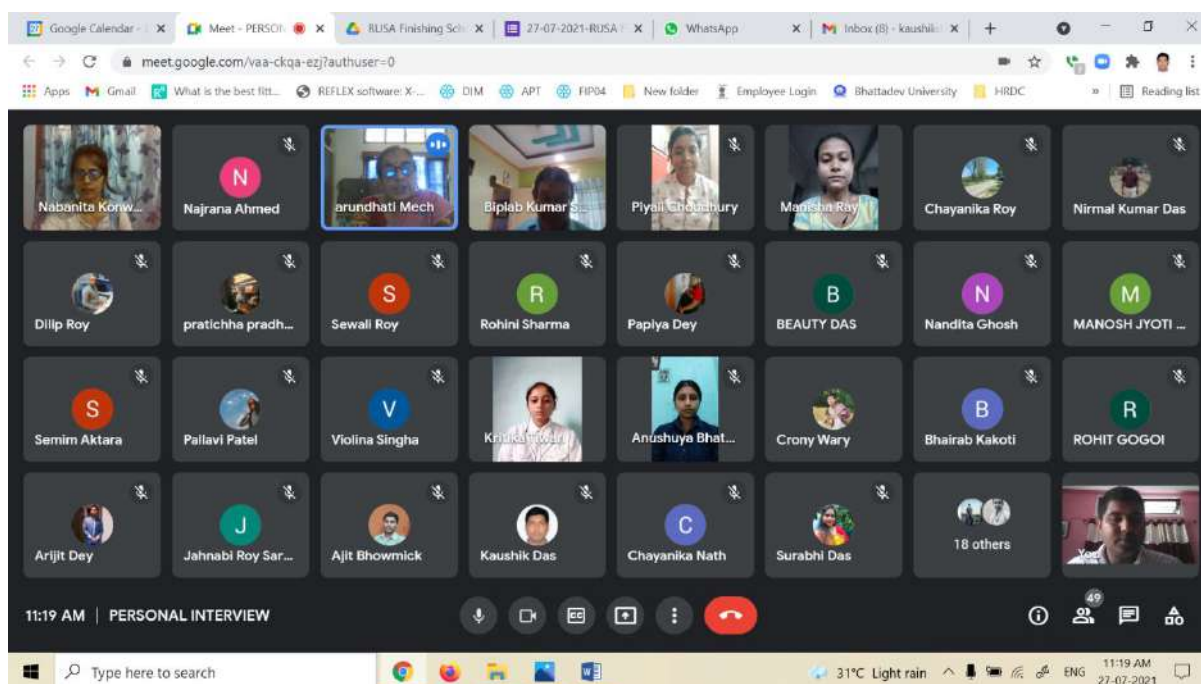 Google Calendar - Meet - PERSON RUSA Finishing Sch 27-07-2021-RUSA WhatsApp Inbox (8) - kaushik
meet.google.com/vaa-ckqa-ezj?authuser=0
Apps Gmail What is the best fitt... REFLEX software: X-... DIM APT FIP04 New folder Employee Login Bhattadev University HRDC » Reading list
Nabanita Konw... N Najrana Ahmed arundhati Mech Biplab Kumar S... Piyali Choudhury Manisha Ray Chayanika Roy Nirmal Kumar Das
Dilip Roy pratichha pradh... S Sewali Roy R Rohini Sharma Papiya Dey B BEAUTY DAS N Nandita Ghosh M MANOSH JYOTI ...
S Semim Aktara Pallavi Patel V Violina Singha Kritika Tiwari Anushuya Bhat... Crony Wary B Bhairab Kakoti R ROHIT GOGOI
Arijit Dey J Jahnabi Roy Sar... Ajit Bhowmick Kaushik Das C Chayanika Nath Surabhi Das 18 others You
11:19 AM | PERSONAL INTERVIEW 49
Type here to search 31°C Light rain ENG 11:19 AM
27-07-2021